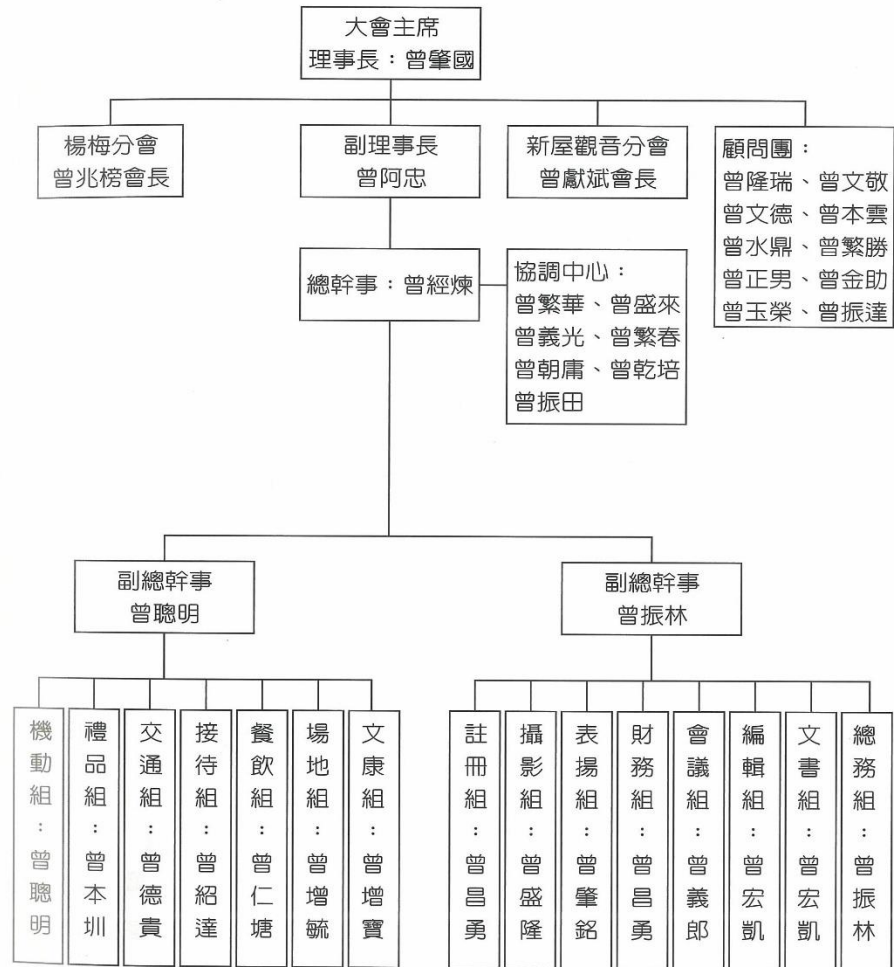 大會主席
理事長：曾肇國
楊梅分會
曾兆榜會長
副理事長
曾阿忠
新屋觀音分會
曾獻斌會長
顧問團：
曾隆瑞、曾文敬
曾文德、曾本雲
曾水鼎、曾繁勝
曾正男、曾金助
曾玉榮、曾振達
總幹事：曾經煉
協調中心：
曾繁華、曾盛來
曾義光、曾繁春
曾朝庸、曾乾培
曾振田
副總幹事
曾聰明
副總幹事
曾振林
機動組：曾聰明
禮品組：曾本圳
交通組：曾德貴
接待組：曾紹達
餐飲組：曾仁塘
場地組：曾增毓
文康組：曾增寶
註冊組：曾昌勇
攝影組：曾盛隆
表揚組：曾肇銘
財務組：曾昌勇
會議組：曾義郎
編輯組：曾宏凱
文書組：曾宏凱
總務組：曾振林